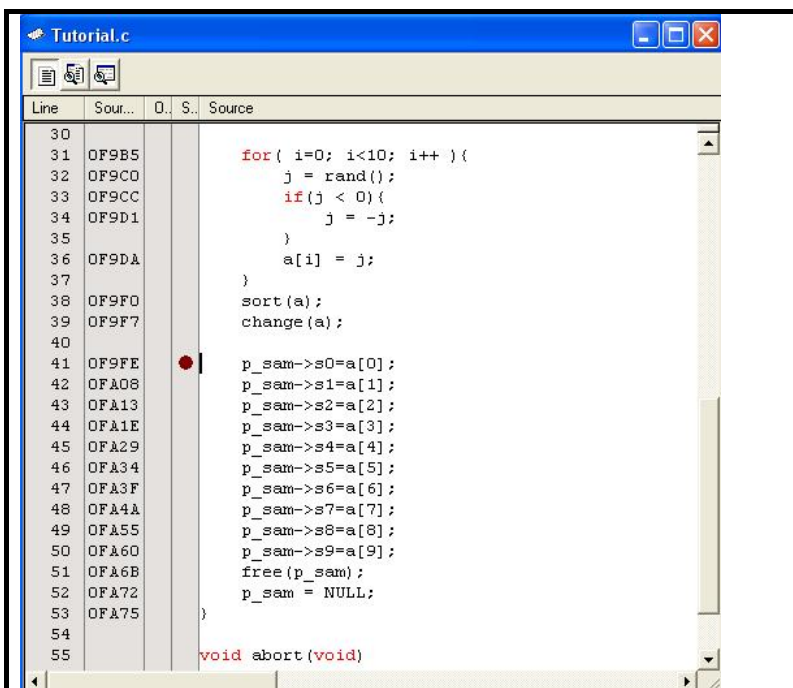 Tutorial.c
Line Sour... O.. S.. Source
30
31 0F9B5 for( i=0; i<10; i++ ){
32 0F9C0 j = rand();
33 0F9CC if(j < 0){
34 0F9D1 j = -j;
35 }
36 0F9DA a[i] = j;
37 }
38 0F9F0 sort(a);
39 0F9F7 change(a);
40
41 0F9FE p_sam->s0=a[0];
42 0FA08 p_sam->s1=a[1];
43 0FA13 p_sam->s2=a[2];
44 0FA1E p_sam->s3=a[3];
45 0FA29 p_sam->s4=a[4];
46 0FA34 p_sam->s5=a[5];
47 0FA3F p_sam->s6=a[6];
48 0FA4A p_sam->s7=a[7];
49 0FA55 p_sam->s8=a[8];
50 0FA60 p_sam->s9=a[9];
51 0FA6B free(p_sam);
52 0FA72 p_sam = NULL;
53 0FA75 }
54
55 void abort(void)